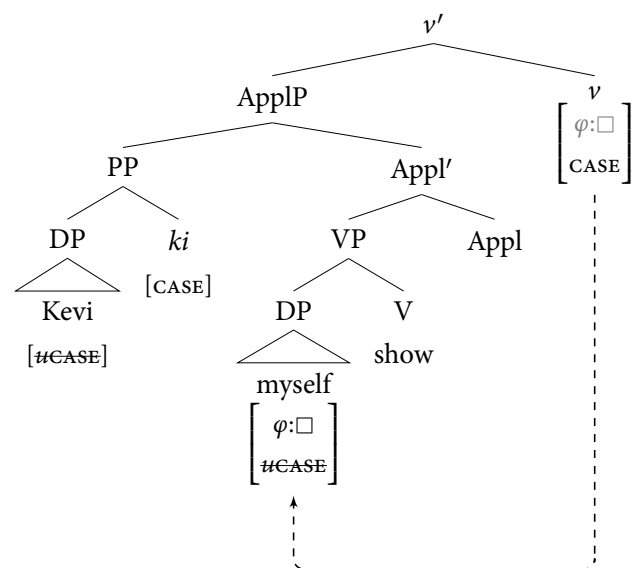 v′
ApplP v
[φ:□
CASE]
PP Appl′
DP ki VP Appl
[CASE]
Kevi DP V
[uCASE] show
myself
[φ:□
uCASE]